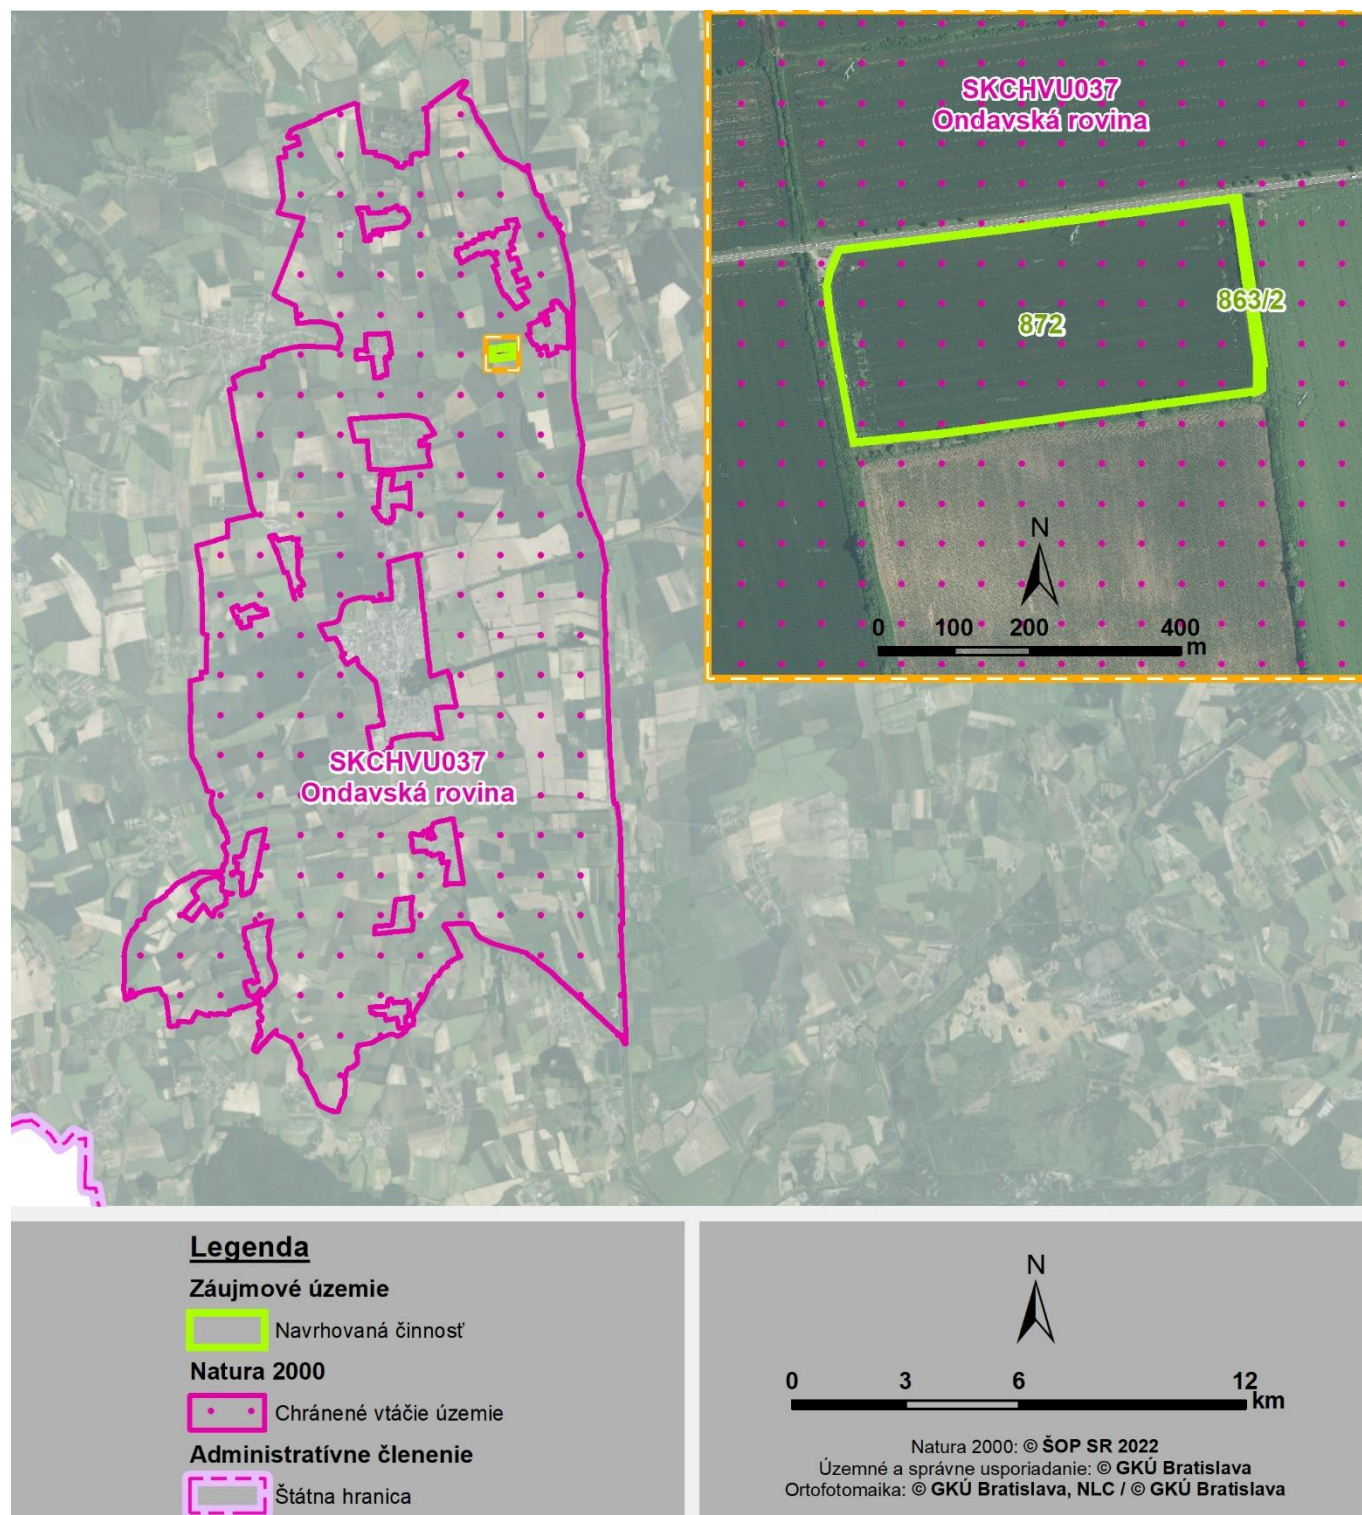 SKCHVU037
Ondavská rovina
872
863/2
N
0 100 200 400
m
SKCHVU037
Ondavská rovina
Legenda
Záujmové územie
Navrhovaná činnosť
Natura 2000
Chránené vtáčie územie
Administratívne členenie
Štátna hranica
N
0 3 6 12
km
Natura 2000: © ŠOP SR 2022
Územné a správne usporiadanie: © GKÚ Bratislava
Ortofotomaika: © GKÚ Bratislava, NLC / © GKÚ Bratislava